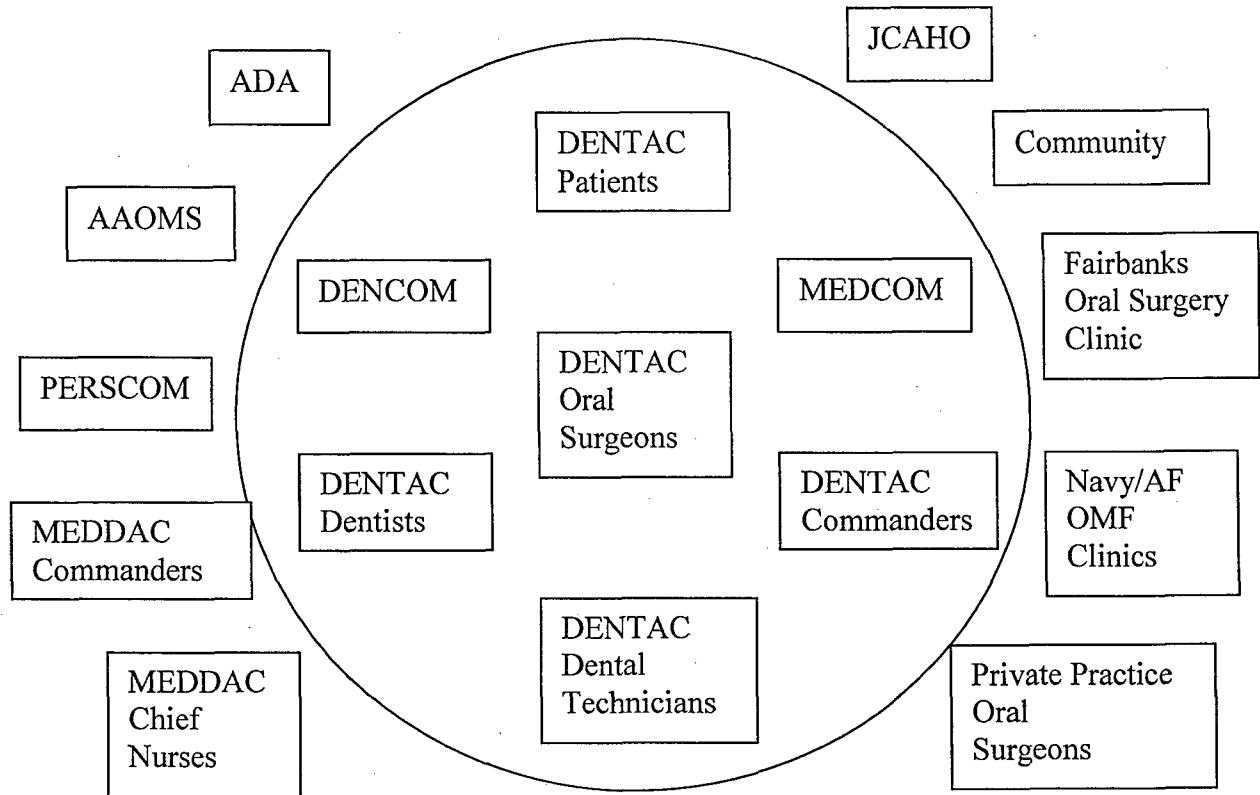 JCAHO
ADA
DENTAC
Patients
Community
AAOMS
DENCOM
MEDCOM
Fairbanks
Oral Surgery
Clinic
PERSCOM
DENTAC
Oral
Surgeons
DENTAC
Dentists
DENTAC
Commanders
Navy/AF
OMF
Clinics
MEDDAC
Commanders
DENTAC
Dental
Technicians
MEDDAC
Chief
Nurses
Private Practice
Oral
Surgeons